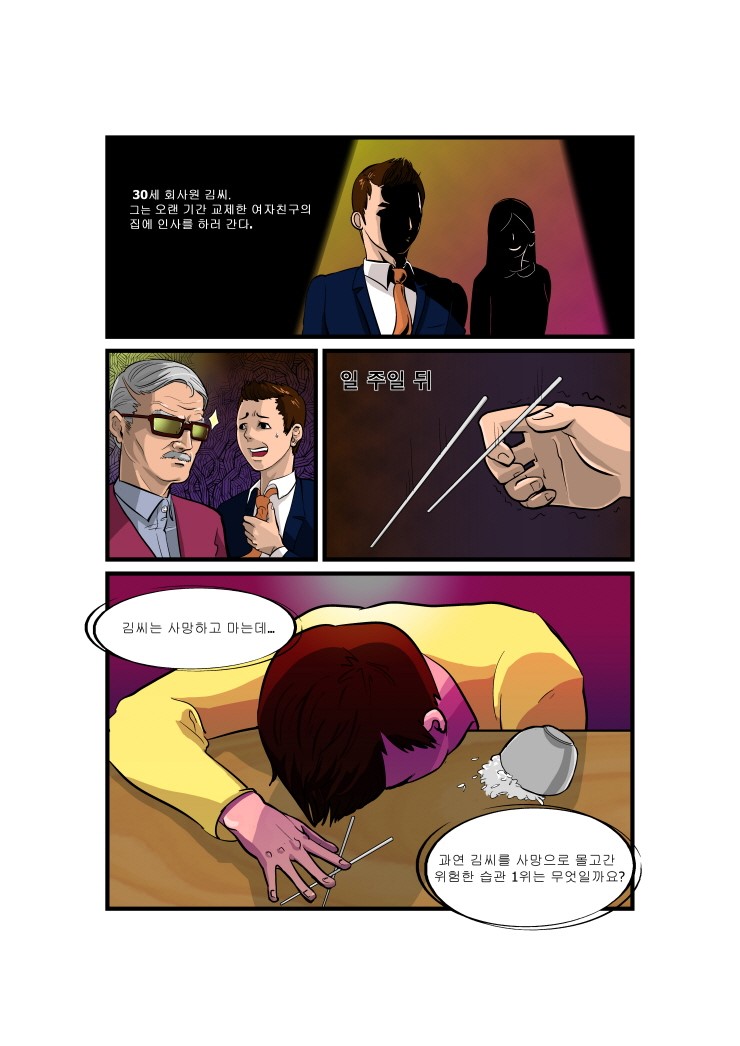 30세 회사원 김씨.
그는 오랜 기간 교제한 여자친구의
집에 인사를 하러 간다.
일 주일 뒤
김씨는 사망하고 마는데...
과연 김씨를 사망으로 몰고간
위험한 습관 1위는 무엇일까요?